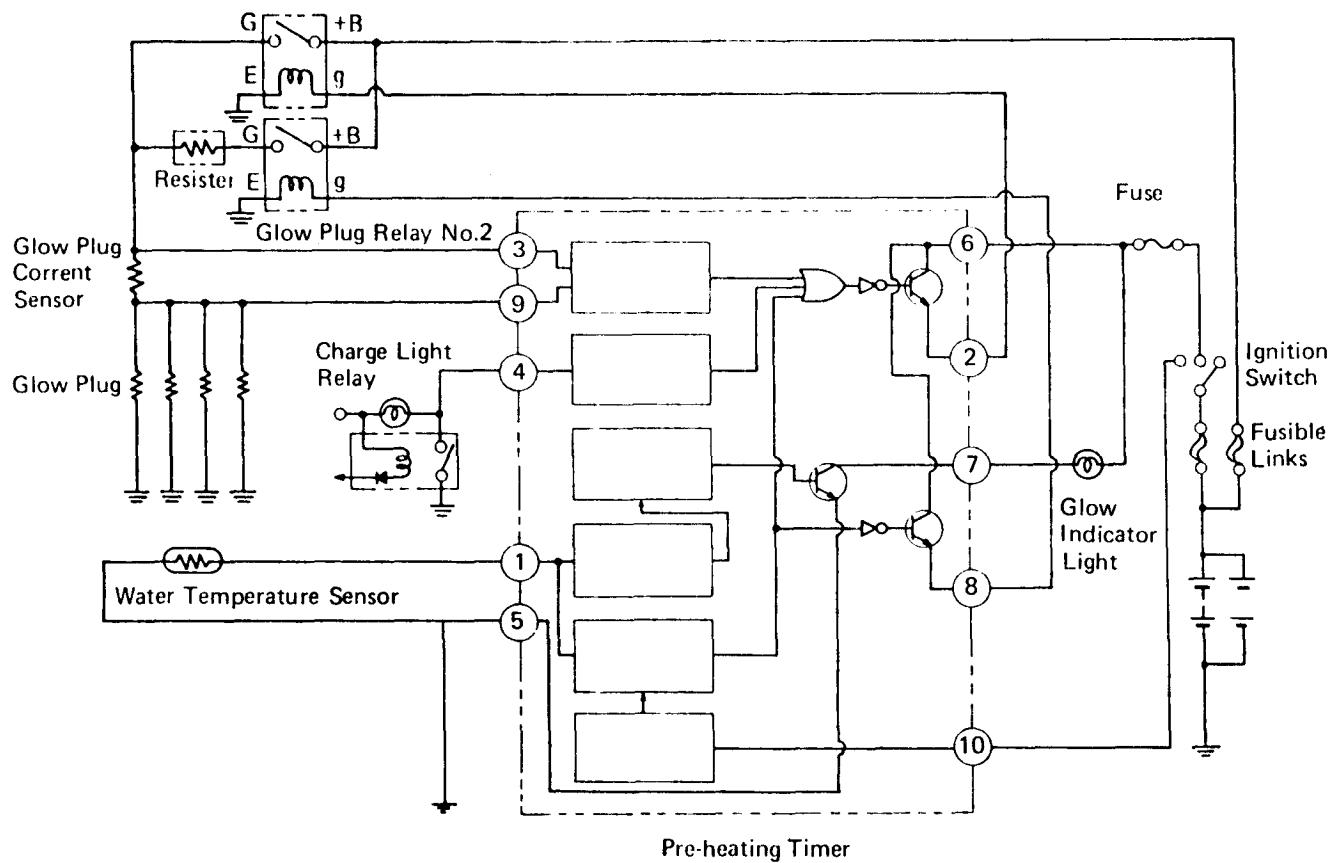 G +B
E g
G +B
Resister E g
Fuse
Glow Plug Relay No.2
3
6
Glow Plug
Corrent
Sensor
9
2
Charge Light
Relay
4
Ignition
Switch
Glow Plug
Fusible
Links
7
Glow
Indicator
Light
1
8
Water Temperature Sensor
5
10
Pre-heating Timer